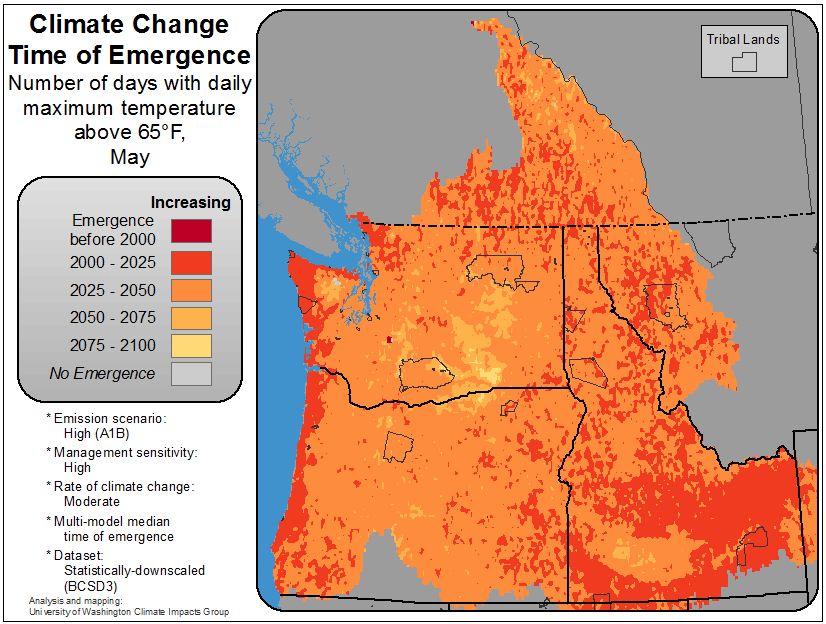 Climate Change
Time of Emergence
Number of days with daily
maximum temperature
above 65°F,
May
Increasing
Emergence
before 2000
2000 - 2025
2025 - 2050
2050 - 2075
2075 - 2100
No Emergence
* Emission scenario:
High (A1B)
* Management sensitivity:
High
* Rate of climate change:
Moderate
* Multi-model median
time of emergence
* Dataset:
Statistically-downscaled
(BCSD3)
Analysis and mapping:
University of Washington Climate Impacts Group
Tribal Lands